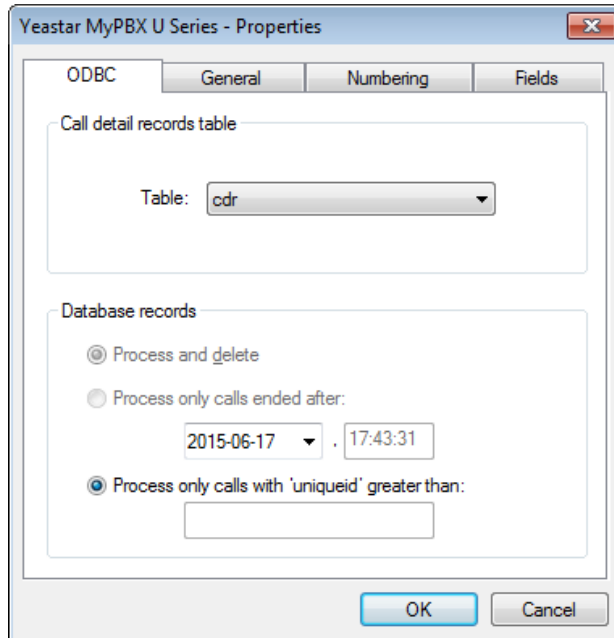 Yeastar MyPBX U Series - Properties
ODBC General Numbering Fields
Call detail records table
Table: cdr
Database records
Process and delete
Process only calls ended after:
2015-06-17 , 17:43:31
Process only calls with 'uniqueid' greater than:
OK Cancel